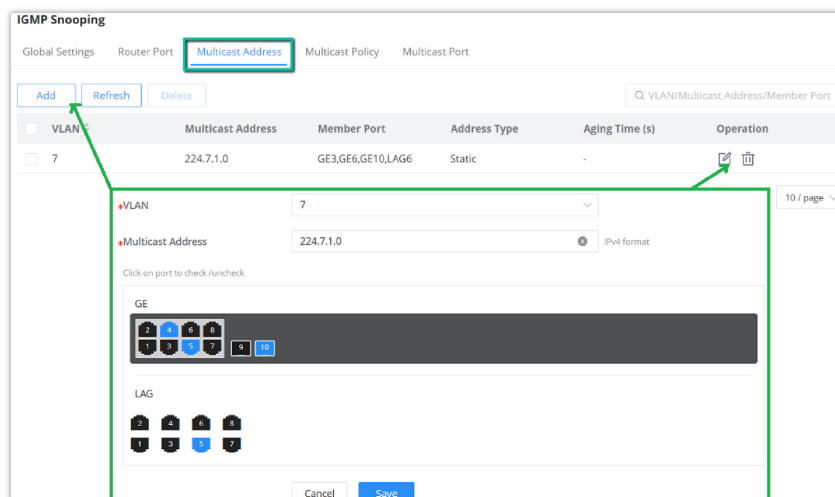 IGMP Snooping
Global Settings Router Port Multicast Address Multicast Policy Multicast Port
Add Refresh Delete VLAN/Multicast Address/Member Port
VLAN Multicast Address Member Port Address Type Aging Time (s) Operation
7 224.7.1.0 GE3,GE6,GE10,LAG6 Static -
10 / page
*VLAN 7
*Multicast Address 224.7.1.0 IPv4 format
Click on port to check /uncheck
GE
2 4 6 8
1 3 5 7 9 10
LAG
2 4 6 8
1 3 5 7
Cancel Save